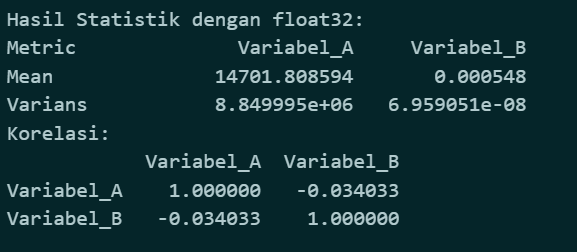 Hasil Statistik dengan float32:
Metric Variabel_A Variabel_B
Mean 14701.808594 0.000548
Varians 8.849995e+06 6.959051e-08
Korelasi:
Variabel_A Variabel_B
Variabel_A 1.000000 -0.034033
Variabel_B -0.034033 1.000000